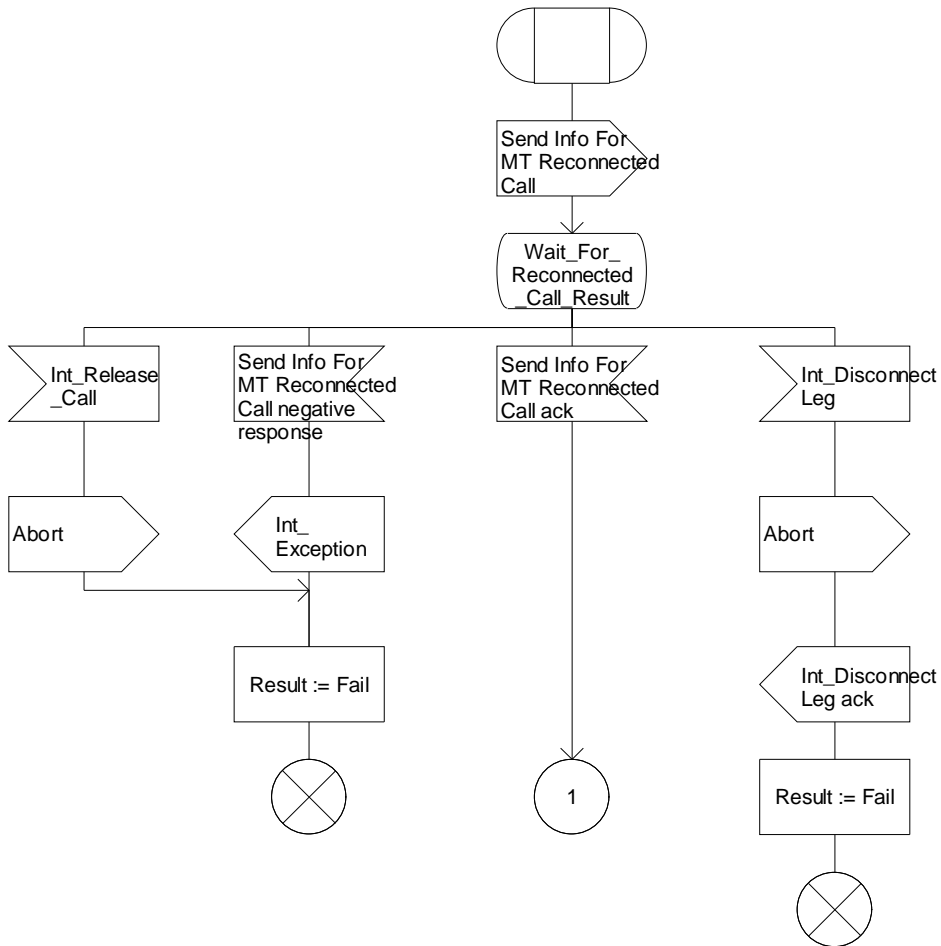 Send Info For
MT Reconnected
Call
Wait_For_
Reconnected
_Call_Result
Int_Release
_Call
Send Info For
MT Reconnected
Call negative
response
Send Info For
MT Reconnected
Call ack
Int_Disconnect
Leg
Abort
Int_
Exception
Abort
Result := Fail
Int_Disconnect
Leg ack
1
Result := Fail